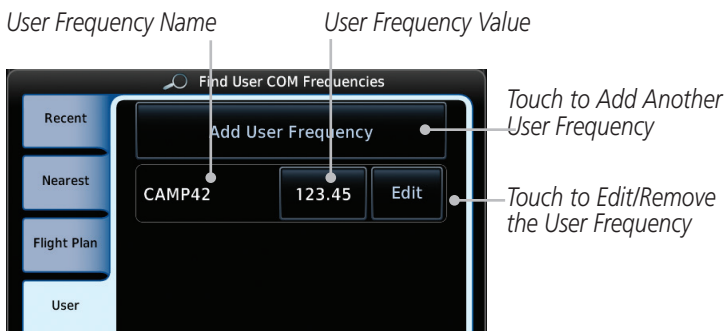 User Frequency Name
User Frequency Value
Find User COM Frequencies
Recent
Add User Frequency
Touch to Add Another
User Frequency
Nearest
CAMP42
123.45
Edit
Touch to Edit/Remove
the User Frequency
Flight Plan
User